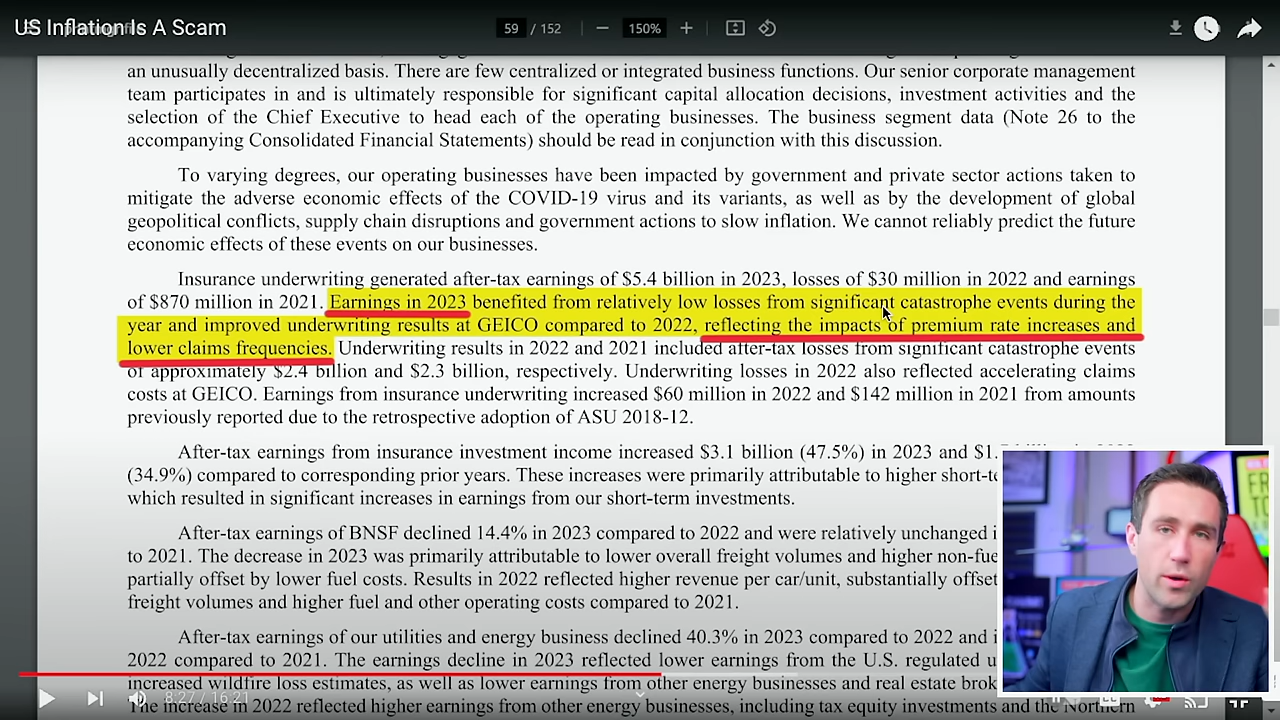 US Inflation Is A Scam
59 / 152
150%
an unusually decentralized basis. There are few centralized or integrated business functions. Our senior corporate management
team participates in and is ultimately responsible for significant capital allocation decisions, investment activities and the
selection of the Chief Executive to head each of the operating businesses. The business segment data (Note 26 to the
accompanying Consolidated Financial Statements) should be read in conjunction with this discussion.
To varying degrees, our operating businesses have been impacted by government and private sector actions taken to
mitigate the adverse economic effects of the COVID-19 virus and its variants, as well as by the development of global
geopolitical conflicts, supply chain disruptions and government actions to slow inflation. We cannot reliably predict the future
economic effects of these events on our businesses.
Insurance underwriting generated after-tax earnings of $5.4 billion in 2023, losses of $30 million in 2022 and earnings
of $870 million in 2021. Earnings in 2023 benefited from relatively low losses from significant catastrophe events during the
year and improved underwriting results at GEICO compared to 2022, reflecting the impacts of premium rate increases and
lower claims frequencies. Underwriting results in 2022 and 2021 included after-tax losses from significant catastrophe events
of approximately $2.4 billion and $2.3 billion, respectively. Underwriting losses in 2022 also reflected accelerating claims
costs at GEICO. Earnings from insurance underwriting increased $60 million in 2022 and $142 million in 2021 from amounts
previously reported due to the retrospective adoption of ASU 2018-12.
After-tax earnings from insurance investment income increased $3.1 billion (47.5%) in 2023 and $1.
(34.9%) compared to corresponding prior years. These increases were primarily attributable to higher short-te
which resulted in significant increases in earnings from our short-term investments.
After-tax earnings of BNSF declined 14.4% in 2023 compared to 2022 and were relatively unchanged i
to 2021. The decrease in 2023 was primarily attributable to lower overall freight volumes and higher non-fue
partially offset by lower fuel costs. Results in 2022 reflected higher revenue per car/unit, substantially offset
freight volumes and higher fuel and other operating costs compared to 2021.
After-tax earnings of our utilities and energy business declined 40.3% in 2023 compared to 2022 and i
2022 compared to 2021. The earnings decline in 2023 reflected lower earnings from the U.S. regulated u
increased wildfire loss estimates, as well as lower earnings from other energy businesses and real estate brok
The increase in 2022 reflected higher earnings from other energy businesses, including tax equity investments and the Northern
8:27 / 16:21